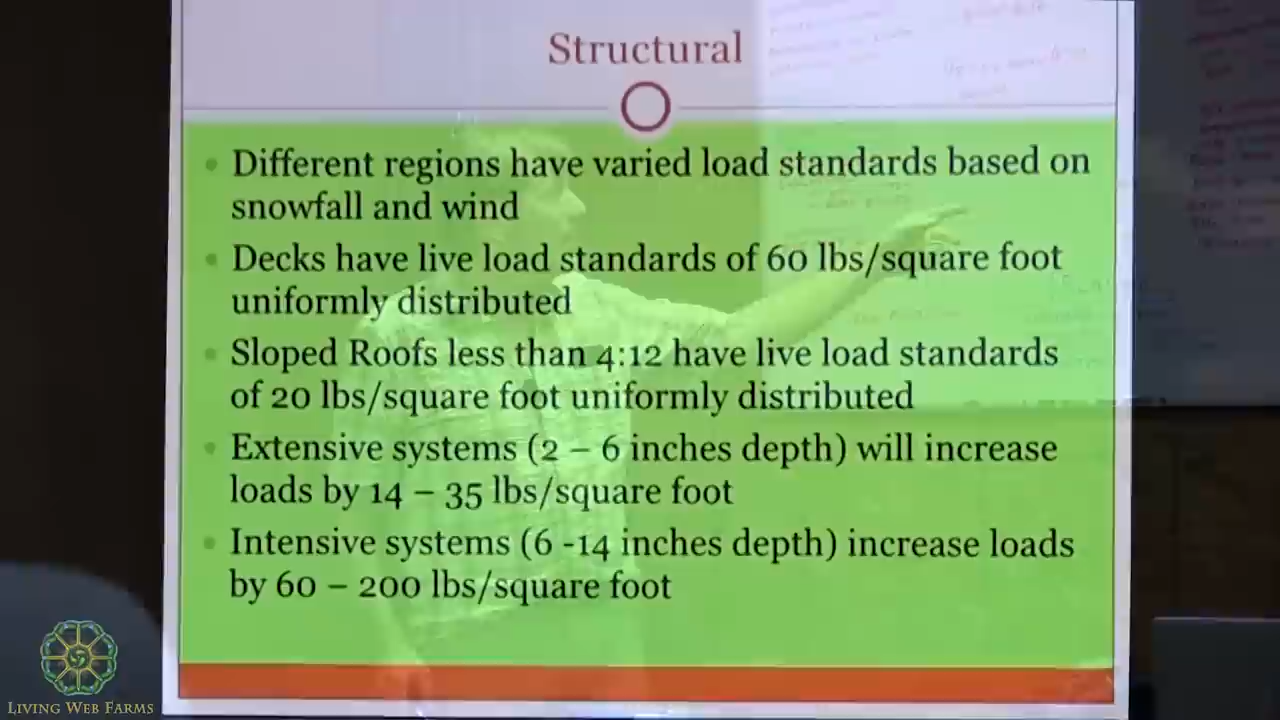 Structural
Different regions have varied load standards based on
snowfall and wind
Decks have live load standards of 60 lbs/square foot
uniformly distributed
Sloped Roofs less than 4:12 have live load standards
of 20 lbs/square foot uniformly distributed
Extensive systems (2 – 6 inches depth) will increase
loads by 14 – 35 lbs/square foot
Intensive systems (6 -14 inches depth) increase loads
by 60 – 200 lbs/square foot
LIVING WEB FARMS